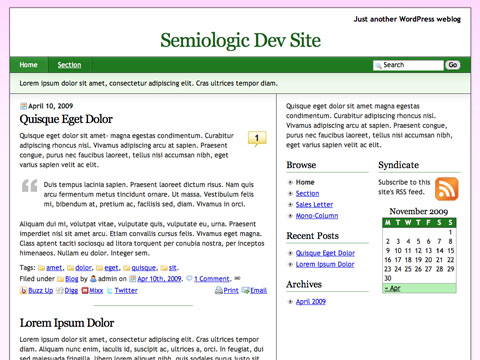 Just another WordPress weblog
Semiologic Dev Site
Home Section Search Go
Lorem ipsum dolor sit amet, consectetur adipiscing elit. Cras ultrices tempor diam.
April 10, 2009
Quisque Eget Dolor
1
Quisque eget dolor sit amet- magna egestas condimentum. Curabitur
adipiscing rhoncus nisl. Vivamus adipiscing arcu at sapien. Praesent
congue, purus nec faucibus laoreet, tellus nisi accumsan nibh, eget
varius sapien dui et dolor.
Duis tempus lacinia sapien. Praesent laoreet dictum risus. Nam quis
arcu fermentum metus tincidunt ornare. Ut massa. Vestibulum felis
mi, bibendum at, pretium ac, facilisis sed, diam. Vivamus in orci.
Aliquam dui mi, volutpat vitae, vulputate quis, vulputate eu, urna. Praesent
imperdiet nisl sit amet arcu. Etiam convallis cursus felis. Vivamus eget magna.
Class aptent taciti sociosqu ad litora torquent per conubia nostra, per inceptos
himenaeos. Nullam eu dolor. Integer sem.
Tags: amet, dolor, eget, quisque, sit.
Filed under Blog by admin on Apr 10th, 2009. 1 Comment.
Buzz Up Digg Mixx Twitter Print Email
Lorem Ipsum Dolor
Lorem ipsum dolor sit amet, consectetur adipiscing elit. Cras ultrices tempor
diam. Aliquam nunc enim, iaculis id, suscipit ac, ultrices a, orci. In feugiat, dui
sed malesuada fringilla, libero lorem aliquet nibh, quis sodales purus justo sit
Quisque eget dolor sit amet magna egestas condimentum. Curabitur
adipiscing rhoncus nisl. Vivamus adipiscing arcu at sapien. Praesent
congue, purus nec faucibus laoreet, tellus nisi accumsan nibh, eget
varius sapien dui et dolor.
Browse
Home
Section
Sales Letter
Mono-Column
Recent Posts
Quisque Eget Dolor
Lorem Ipsum Dolor
Archives
April 2009
Syndicate
Subscribe to this
site's RSS feed.
November 2009
M T W T F S S
1
2 3 4 5 6 7 8
9 10 11 12 13 14 15
16 17 18 19 20 21 22
23 24 25 26 27 28 29
30
« Apr